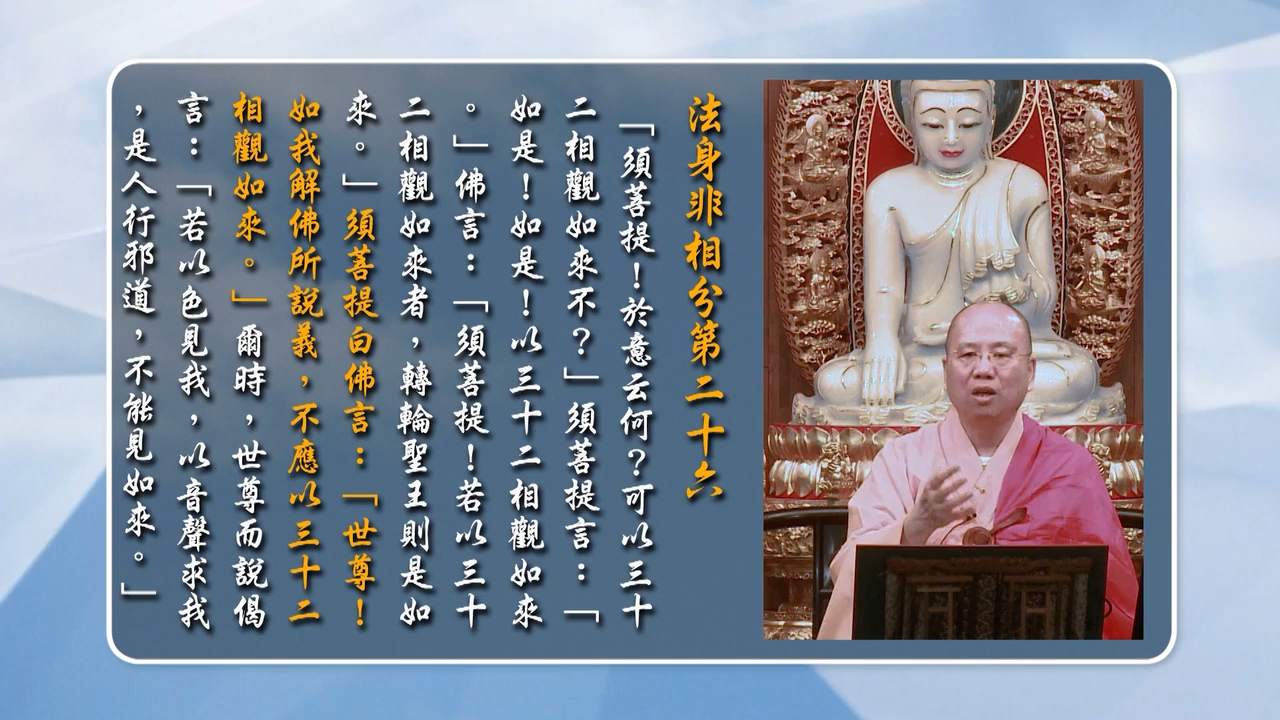 法身非相分第二十六
「須菩提！於意云何？可以三十
二相觀如來不？」須菩提言：「
如是！如是！以三十二相觀如來
。」佛言：「須菩提！若以三十
二相觀如來者，轉輪聖王則是如
來。」須菩提白佛言：「世尊！
如我解佛所說義，不應以三十二
相觀如來。」爾時，世尊而說偈
言：「若以色見我，以音聲求我
，是人行邪道，不能見如來。」